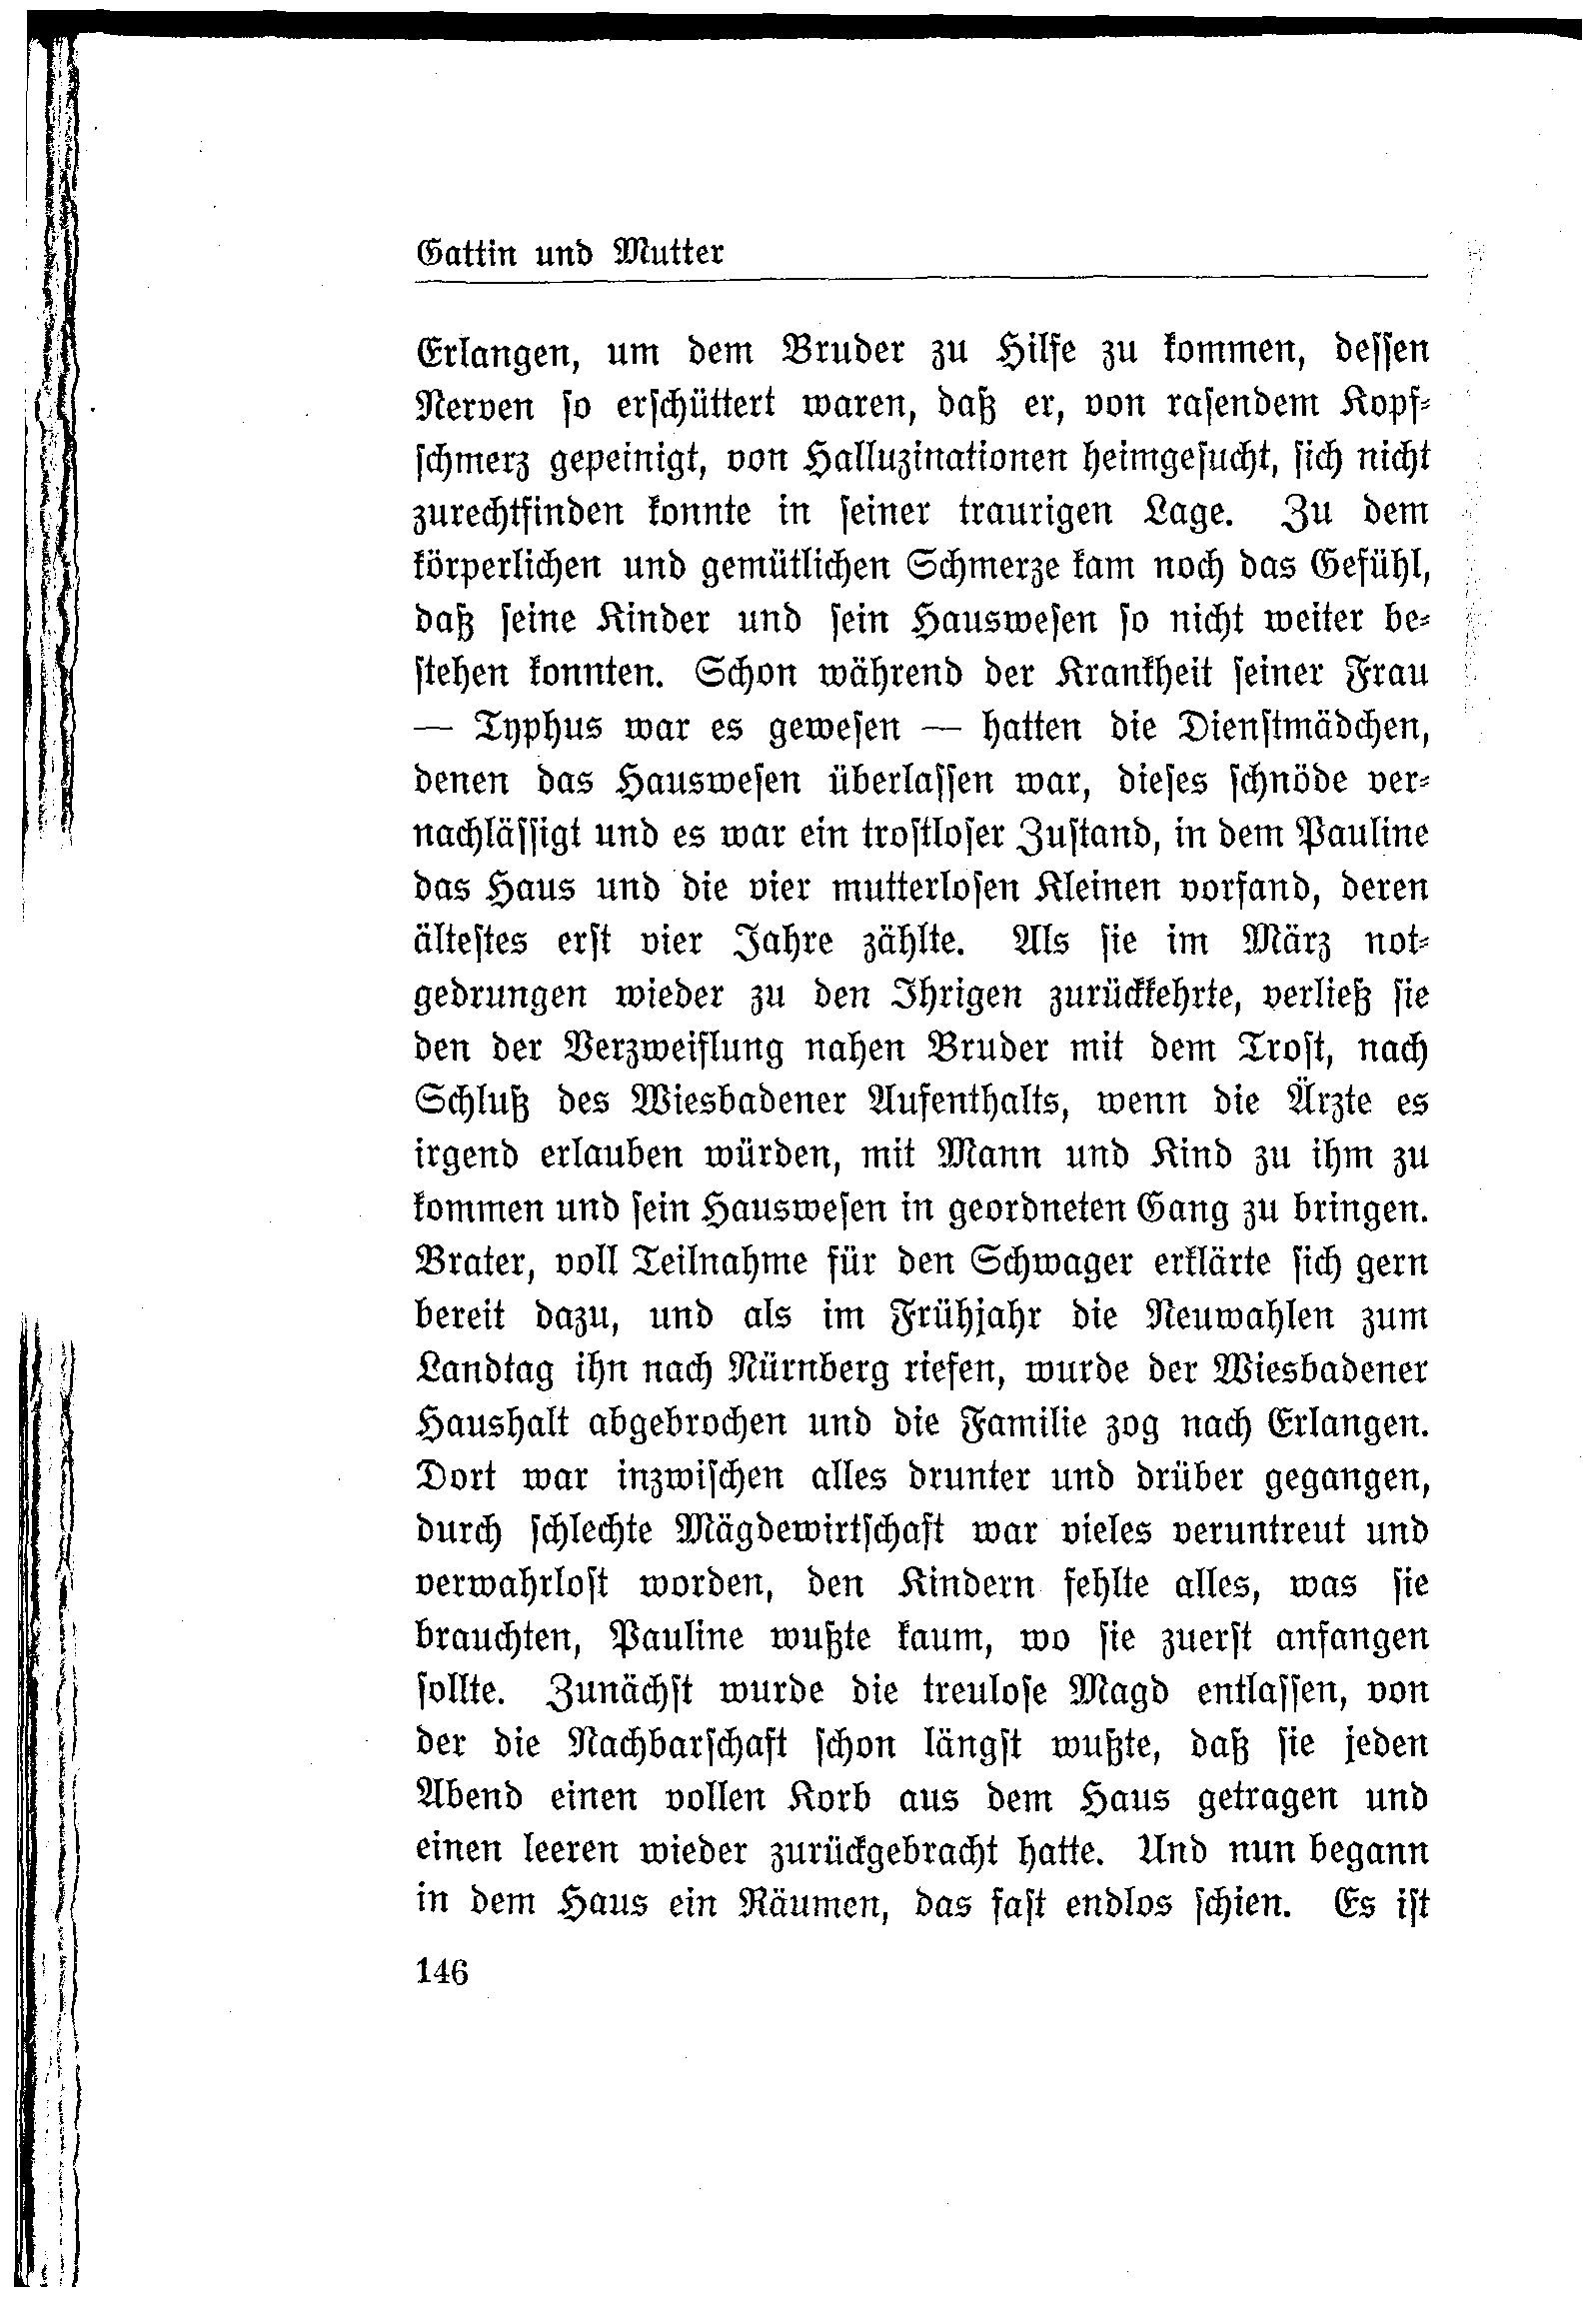 Gattin und Mutter
Erlangen, um dem Bruder zu Hilfe zu kommen, dessen
Nerven so erschüttert waren, daß er, von rasendem Kopf-
schmerz gepeinigt, von Halluzinationen heimgesucht, sich nicht
zurechtfinden konnte in seiner traurigen Lage. Zu dem
körperlichen und gemütlichen Schmerze kam noch das Gefühl,
daß seine Kinder und sein Hauswesen so nicht weiter be-
stehen konnten. Schon während der Krankheit seiner Frau
— Typhus war es gewesen — hatten die Dienstmädchen,
denen das Hauswesen überlassen war, dieses schnöde ver-
nachlässigt und es war ein trostloser Zustand, in dem Pauline
das Haus und die vier mutterlosen Kleinen vorfand, deren
ältestes erst vier Jahre zählte. Als sie im März not-
gedrungen wieder zu den Ihrigen zurückkehrte, verließ sie
den der Verzweiflung nahen Bruder mit dem Trost, nach
Schluß des Wiesbadener Aufenthalts, wenn die Ärzte es
irgend erlauben würden, mit Mann und Kind zu ihm zu
kommen und sein Hauswesen in geordneten Gang zu bringen.
Brater, voll Teilnahme für den Schwager erklärte sich gern
bereit dazu, und als im Frühjahr die Neuwahlen zum
Landtag ihn nach Nürnberg riefen, wurde der Wiesbadener
Haushalt abgebrochen und die Familie zog nach Erlangen.
Dort war inzwischen alles drunter und drüber gegangen,
durch schlechte Mägdewirtschaft war vieles veruntreut und
verwahrlost worden, den Kindern fehlte alles, was sie
brauchten, Pauline wußte kaum, wo sie zuerst anfangen
sollte. Zunächst wurde die treulose Magd entlassen, von
der die Nachbarschaft schon längst wußte, daß sie jeden
Abend einen vollen Korb aus dem Haus getragen und
einen leeren wieder zurückgebracht hatte. Und nun begann
in dem Haus ein Räumen, das fast endlos schien. Es ist
146